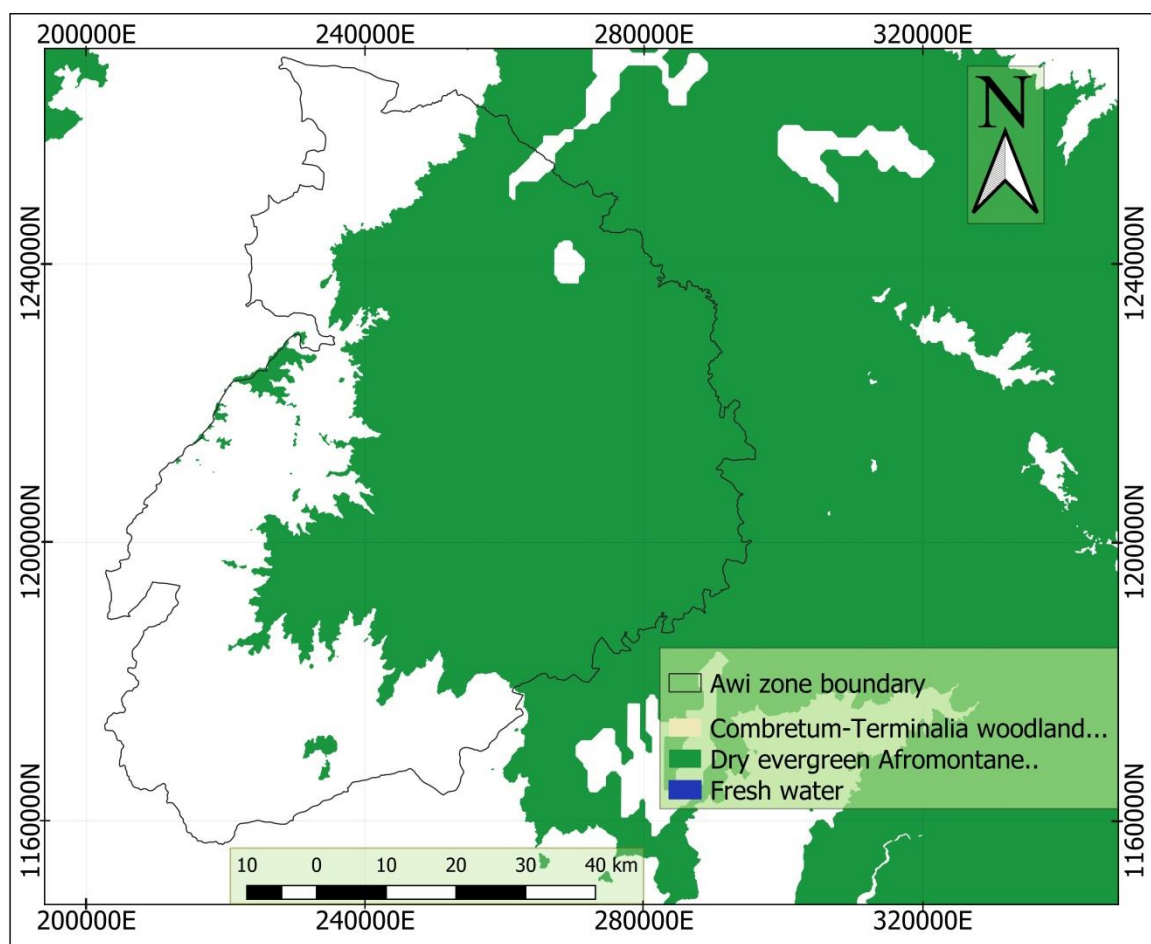 200000E 240000E 280000E 320000E
N
1240000N 1240000N
1200000N 1200000N
Awi zone boundary
Combretum-Terminalia woodland...
Dry evergreen Afromontane..
Fresh water
1160000N 1160000N
10 0 10 20 30 40 km
200000E 240000E 280000E 320000E